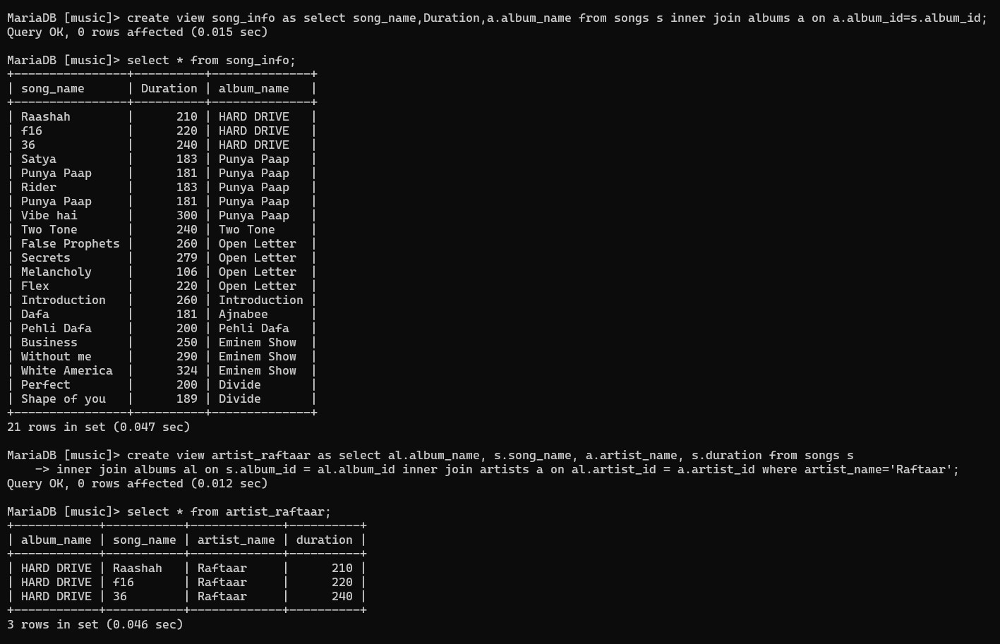 MariaDB [music]> create view song_info as select song_name,Duration,a.album_name from songs s inner join albums a on a.album_id=s.album_id;
Query OK, 0 rows affected (0.015 sec)

MariaDB [music]> select * from song_info;
+----------------+----------+--------------+
| song_name      | Duration | album_name   |
+----------------+----------+--------------+
| Raashah        |      210 | HARD DRIVE   |
| f16            |      220 | HARD DRIVE   |
| 36             |      240 | HARD DRIVE   |
| Satya          |      183 | Punya Paap   |
| Punya Paap     |      181 | Punya Paap   |
| Rider          |      183 | Punya Paap   |
| Punya Paap     |      181 | Punya Paap   |
| Vibe hai       |      300 | Punya Paap   |
| Two Tone       |      240 | Two Tone     |
| False Prophets |      260 | Open Letter  |
| Secrets        |      279 | Open Letter  |
| Melancholy     |      106 | Open Letter  |
| Flex           |      220 | Open Letter  |
| Introduction   |      260 | Introduction |
| Dafa           |      181 | Ajnabee      |
| Pehli Dafa     |      200 | Pehli Dafa   |
| Business       |      250 | Eminem Show  |
| Without me     |      290 | Eminem Show  |
| White America  |      324 | Eminem Show  |
| Perfect        |      200 | Divide       |
| Shape of you   |      189 | Divide       |
+----------------+----------+--------------+
21 rows in set (0.047 sec)

MariaDB [music]> create view artist_raftaar as select al.album_name, s.song_name, a.artist_name, s.duration from songs s
    -> inner join albums al on s.album_id = al.album_id inner join artists a on al.artist_id = a.artist_id where artist_name='Raftaar';
Query OK, 0 rows affected (0.012 sec)

MariaDB [music]> select * from artist_raftaar;
+------------+-----------+-------------+----------+
| album_name | song_name | artist_name | duration |
+------------+-----------+-------------+----------+
| HARD DRIVE | Raashah   | Raftaar     |      210 |
| HARD DRIVE | f16       | Raftaar     |      220 |
| HARD DRIVE | 36        | Raftaar     |      240 |
+------------+-----------+-------------+----------+
3 rows in set (0.046 sec)